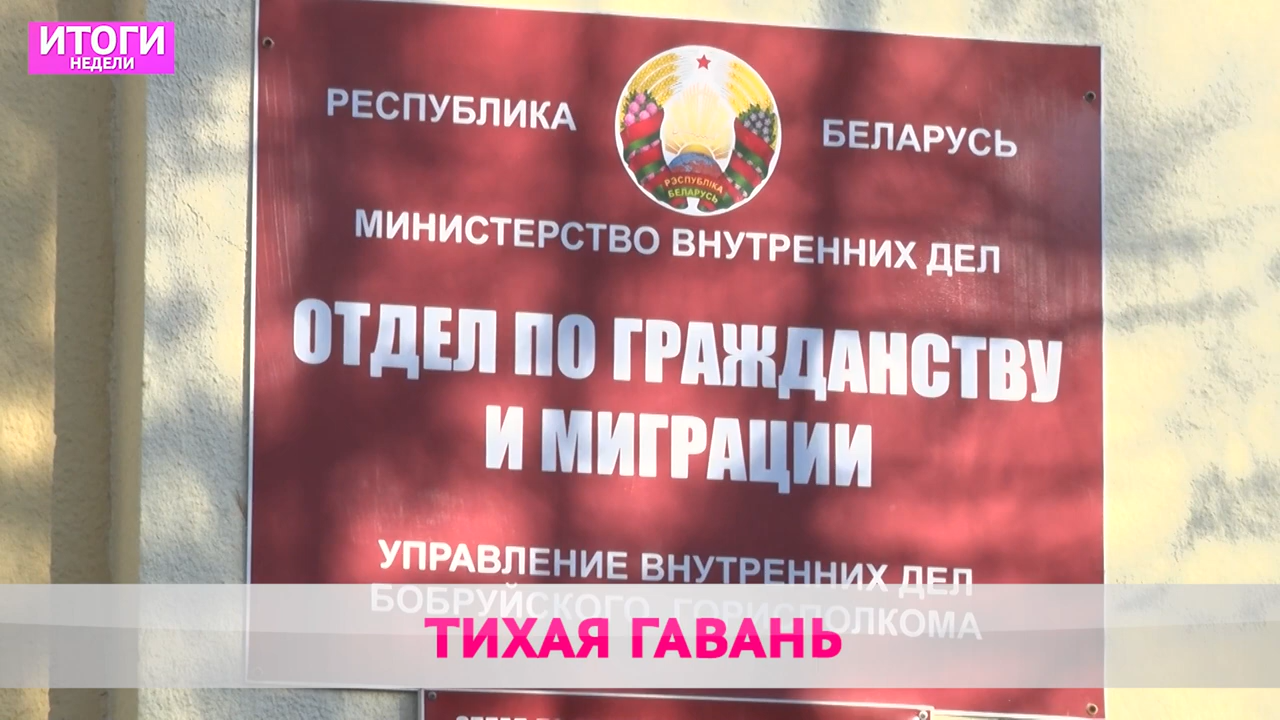 ИТОГИ
НЕДЕЛИ
РЕСПУБЛИКА БЕЛАРУСЬ
РЭСПУБЛІКА
БЕЛАРУСЬ
МИНИСТЕРСТВО ВНУТРЕННИХ ДЕЛ
ОТДЕЛ ПО ГРАЖДАНСТВУ
И МИГРАЦИИ
УПРАВЛЕНИЕ ВНУТРЕННИХ ДЕЛ
БОБРУЙСКОГО ГОРИСПОЛКОМА
ТИХАЯ ГАВАНЬ